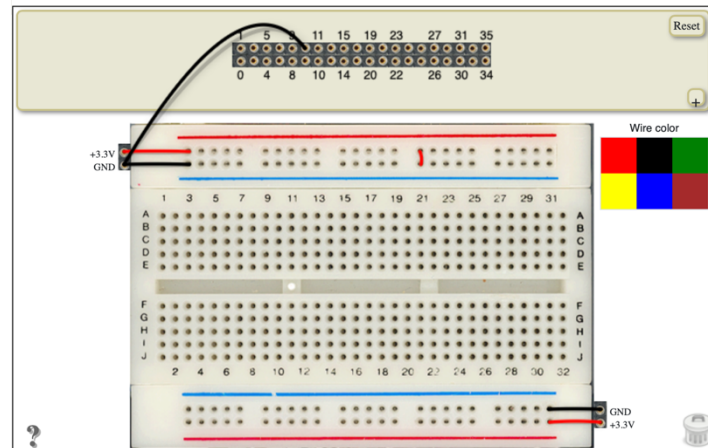 1 5 9 11 15 19 23 27 31 35
0 4 8 10 14 20 22 26 30 34
Reset
+
Wire color
+3.3V
GND
1 3 5 7 9 11 13 15 17 19 21 23 25 27 29 31
A A
B B
C C
D D
E E
F F
G G
H H
I I
J J
2 4 6 8 10 12 14 16 18 20 22 24 26 28 30 32
GND
+3.3V
?